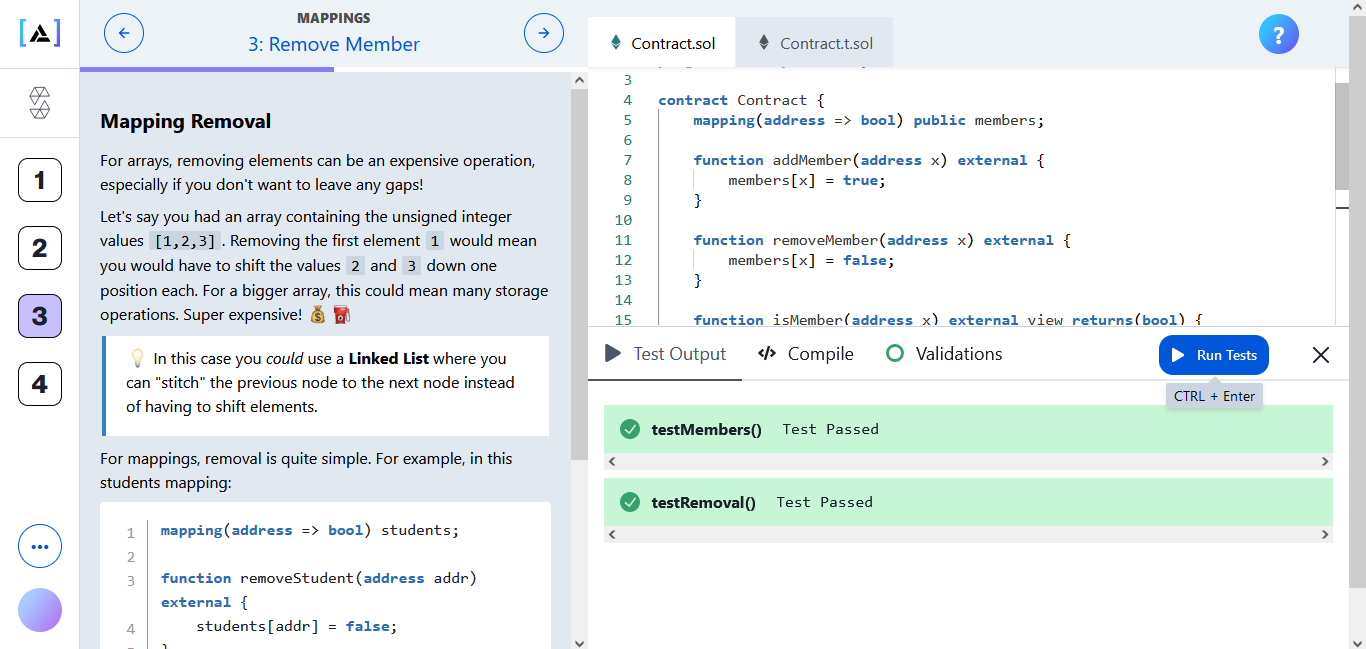 MAPPINGS
3: Remove Member
1
2
3
4
Mapping Removal
For arrays, removing elements can be an expensive operation,
especially if you don't want to leave any gaps!
Let's say you had an array containing the unsigned integer
values [1,2,3]. Removing the first element 1 would mean
you would have to shift the values 2 and 3 down one
position each. For a bigger array, this could mean many storage
operations. Super expensive! 💰 ⛽
💡 In this case you could use a Linked List where you
can "stitch" the previous node to the next node instead
of having to shift elements.
For mappings, removal is quite simple. For example, in this
students mapping:
1 mapping(address => bool) students;
2
3 function removeStudent(address addr)
external {
4 students[addr] = false;
Contract.sol
Contract.t.sol
?
3
4 contract Contract {
5 mapping(address => bool) public members;
6
7 function addMember(address x) external {
8 members[x] = true;
9 }
10
11 function removeMember(address x) external {
12 members[x] = false;
13 }
14
15 function isMember(address x) external view returns(bool) {
Test Output
Compile
Validations
Run Tests
CTRL + Enter
testMembers() Test Passed
testRemoval() Test Passed